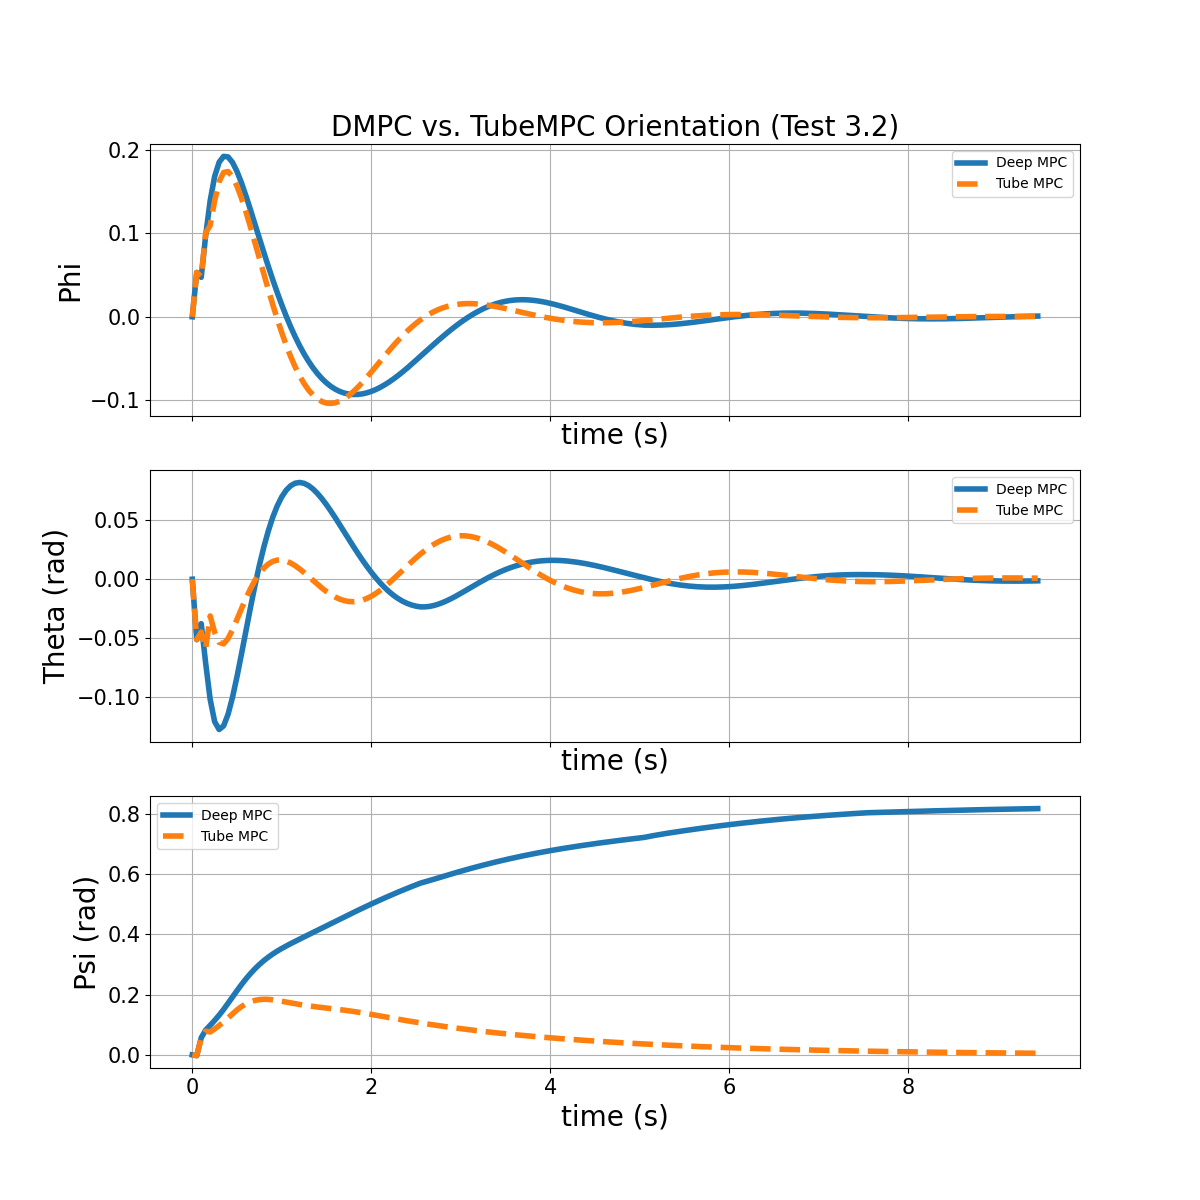 DMPC vs. TubeMPC Orientation (Test 3.2)
0.2
0.1
0.0
−0.1
Phi
Deep MPC
Tube MPC
time (s)
0.05
0.00
−0.05
−0.10
Theta (rad)
Deep MPC
Tube MPC
time (s)
0.8
0.6
0.4
0.2
0.0
Psi (rad)
Deep MPC
Tube MPC
0 2 4 6 8
time (s)